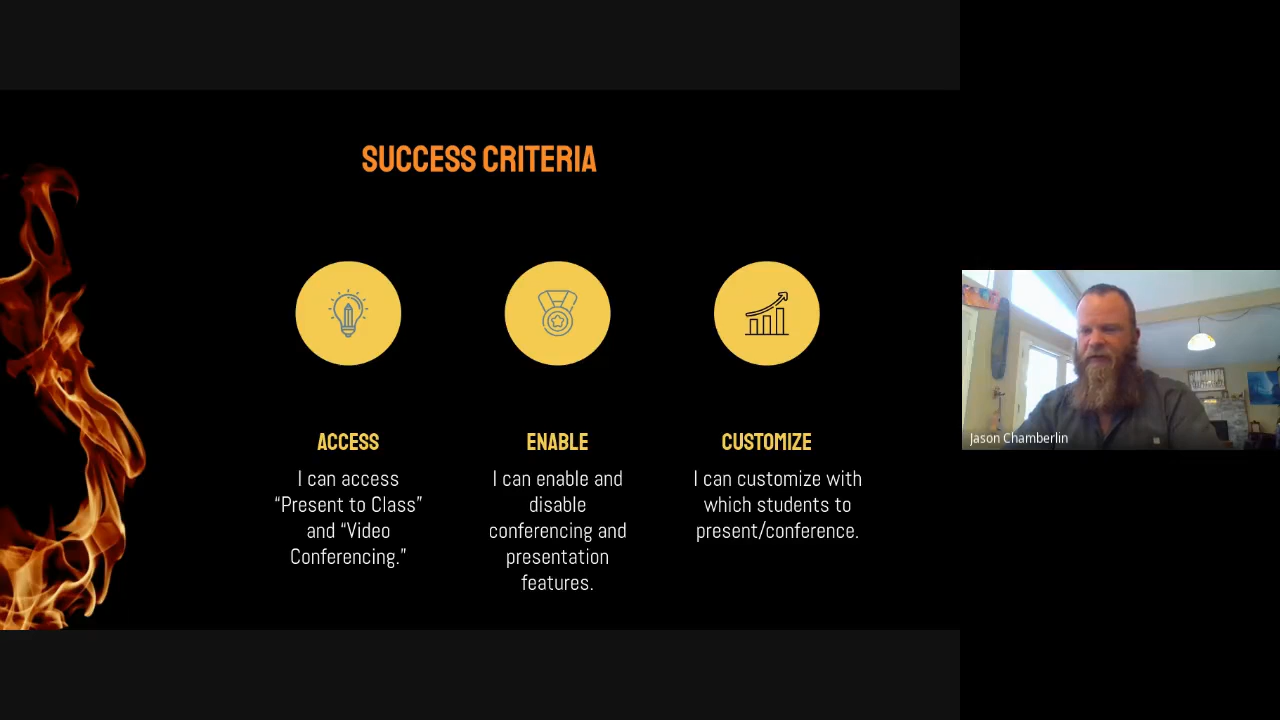 SUCCESS CRITERIA
ACCESS
I can access
“Present to Class”
and “Video
Conferencing.”
ENABLE
I can enable and
disable
conferencing and
presentation
features.
CUSTOMIZE
I can customize with
which students to
present/conference.
Jason Chamberlin